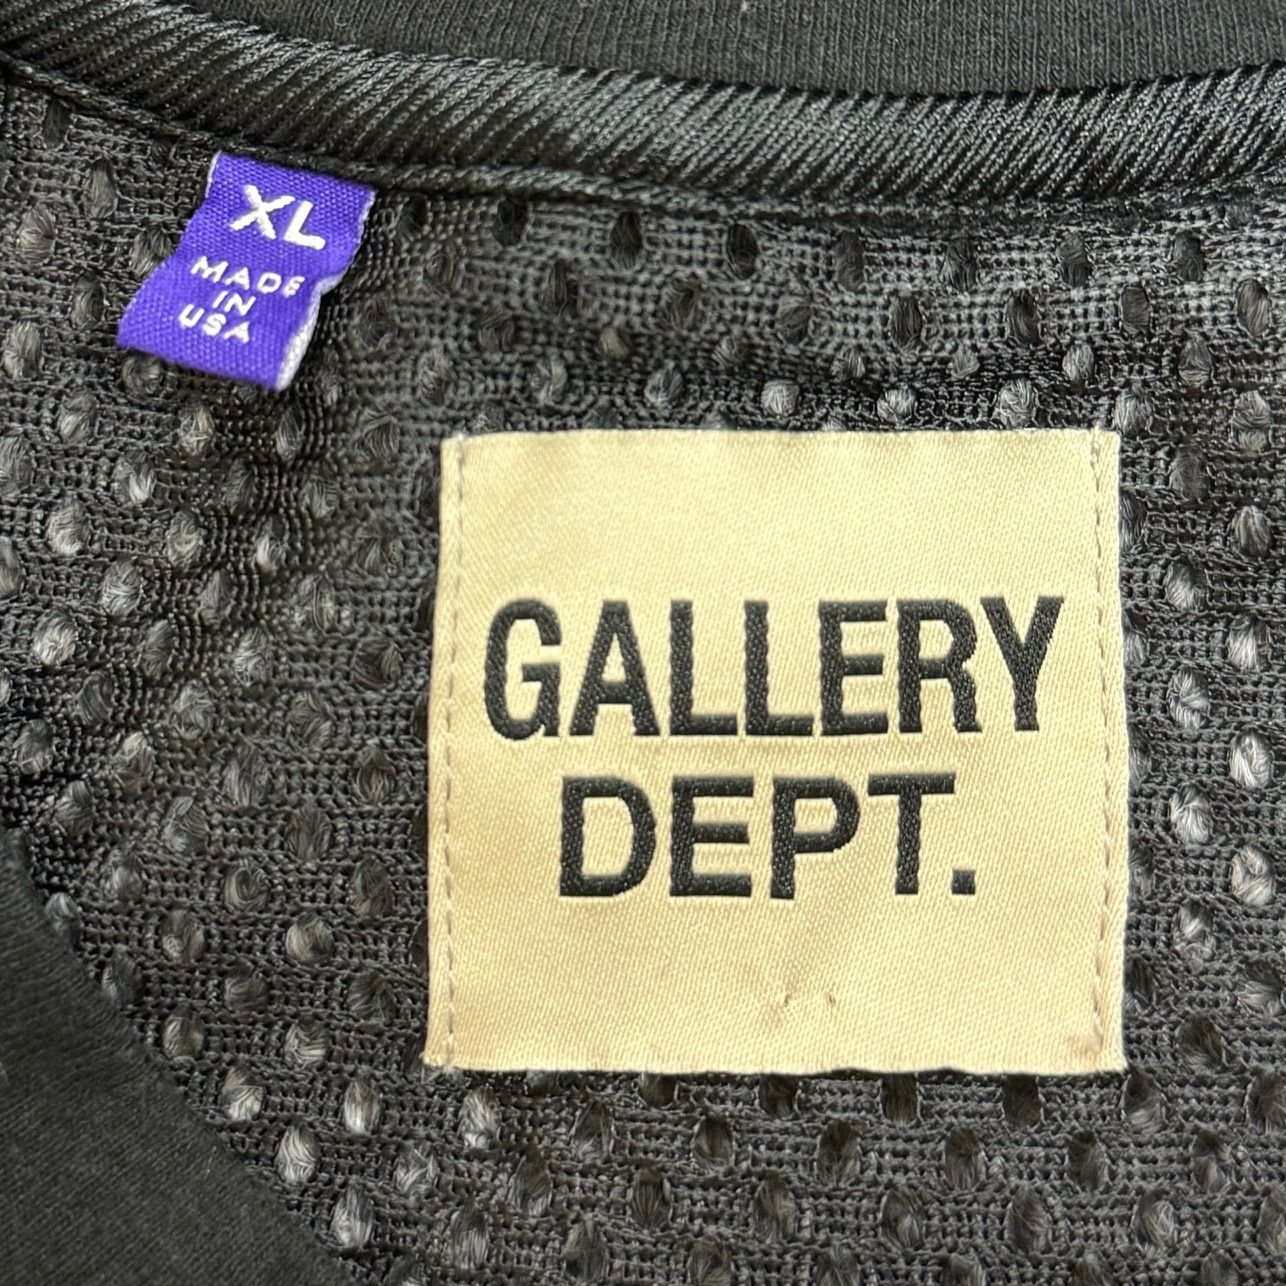 XL
MADE
IN
USA
GALLERY
DEPT.